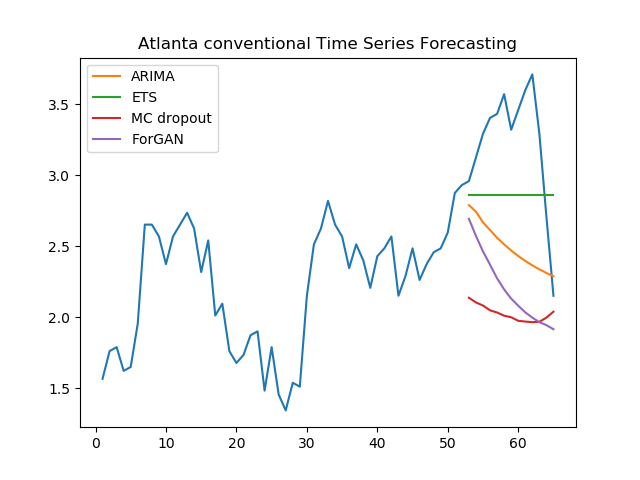 Atlanta conventional Time Series Forecasting
ARIMA
ETS
MC dropout
ForGAN
3.5
3.0
2.5
2.0
1.5
0 10 20 30 40 50 60